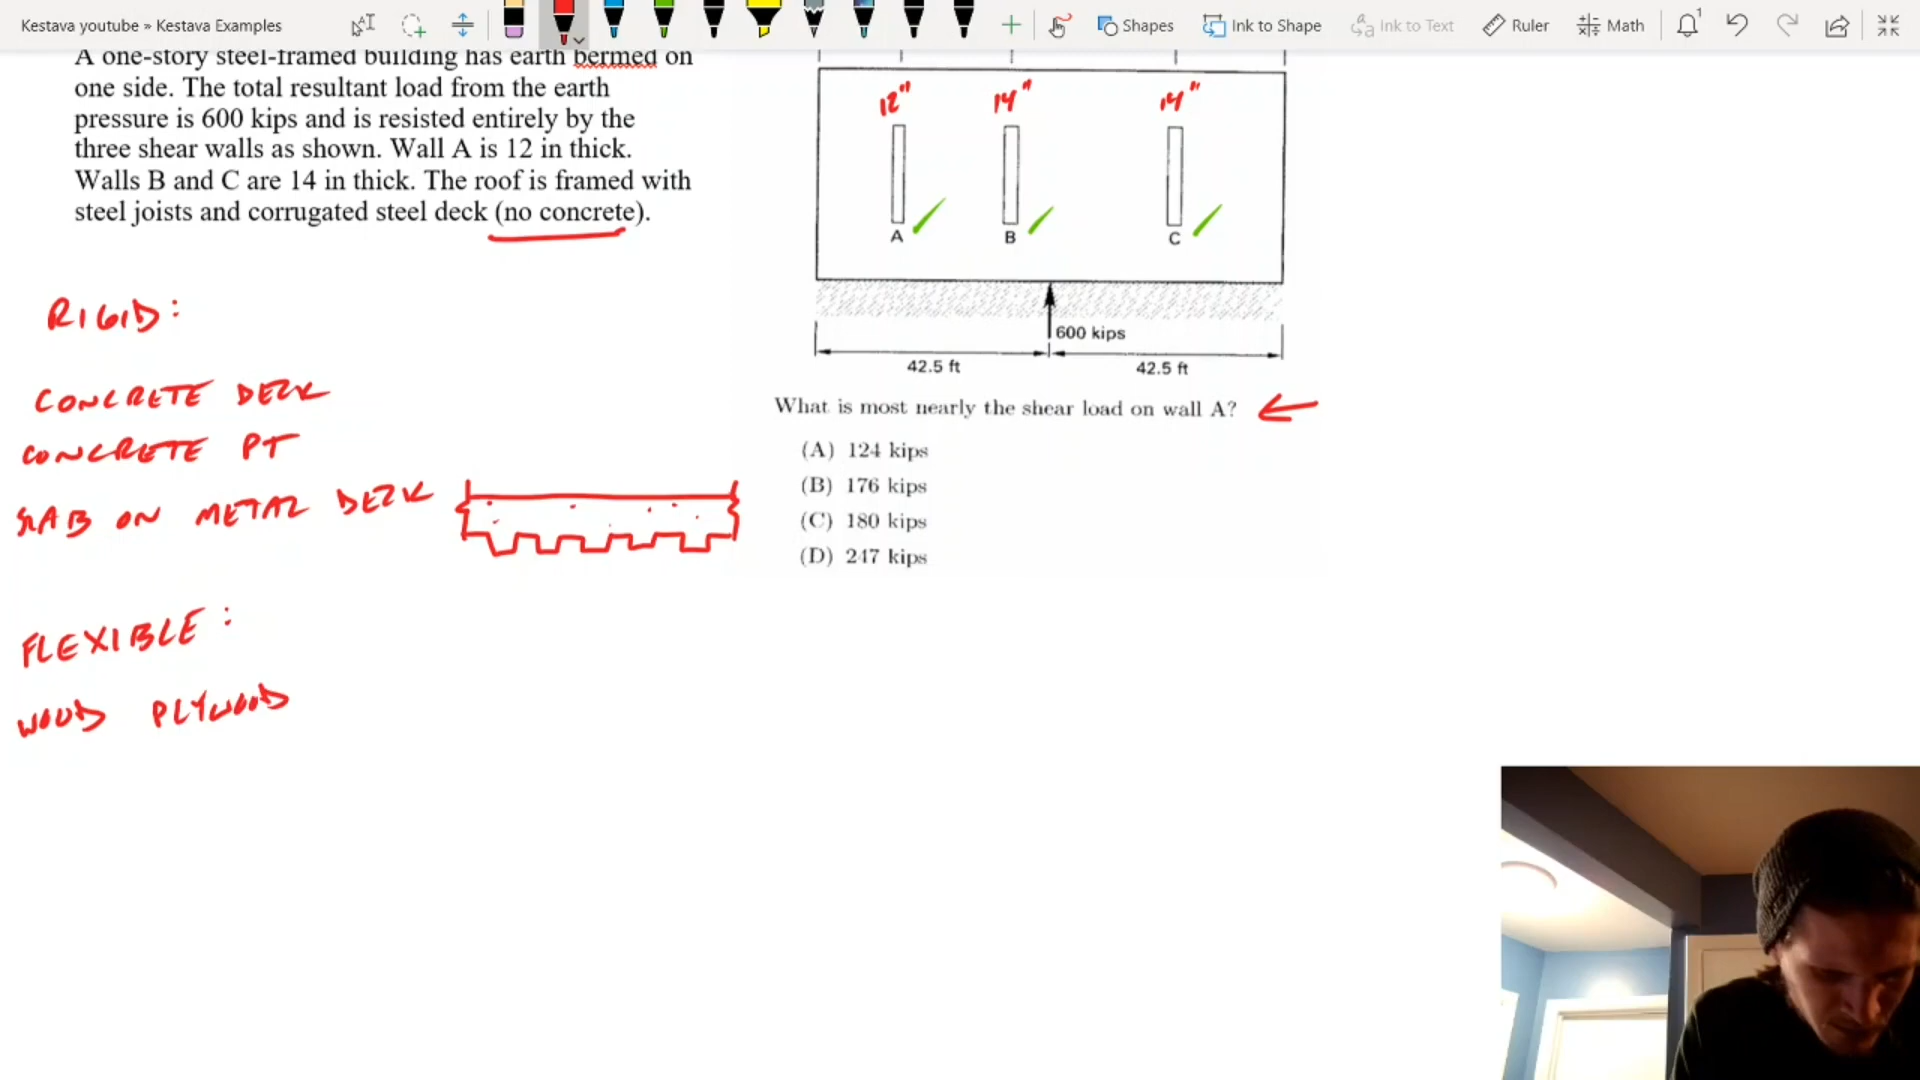 Kestava youtube » Kestava Examples
Shapes
Ink to Shape
Ink to Text
Ruler
Math
1
A one-story steel-framed building has earth bermed on
one side. The total resultant load from the earth
pressure is 600 kips and is resisted entirely by the
three shear walls as shown. Wall A is 12 in thick.
Walls B and C are 14 in thick. The roof is framed with
steel joists and corrugated steel deck (no concrete).
12"
14"
14"
A
B
C
600 kips
42.5 ft
42.5 ft
What is most nearly the shear load on wall A?
(A) 124 kips
(B) 176 kips
(C) 180 kips
(D) 247 kips
RIGID:
CONCRETE DECK
CONCRETE PT
SLAB ON METAL DECK
FLEXIBLE:
WOOD PLYWOOD